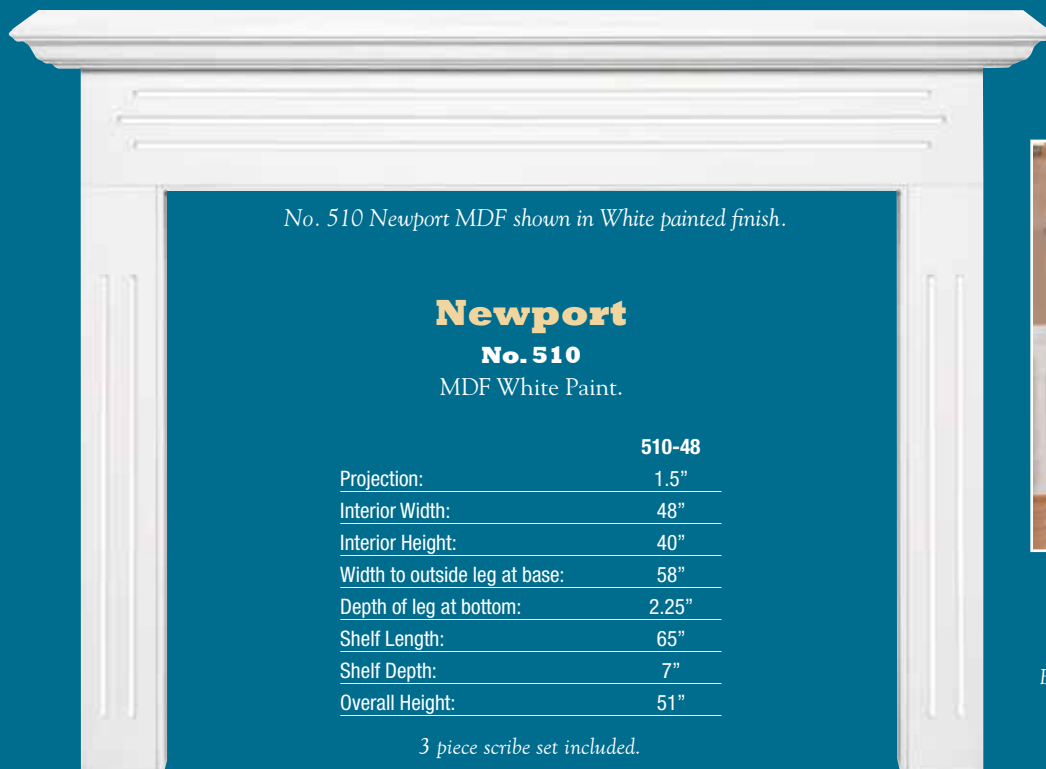 No. 510 Newport MDF shown in White painted finish.
Newport
No. 510
MDF White Paint.
510-48
Projection: 1.5”
Interior Width: 48”
Interior Height: 40”
Width to outside leg at base: 58”
Depth of leg at bottom: 2.25”
Shelf Length: 65”
Shelf Depth: 7”
Overall Height: 51”
3 piece scribe set included.